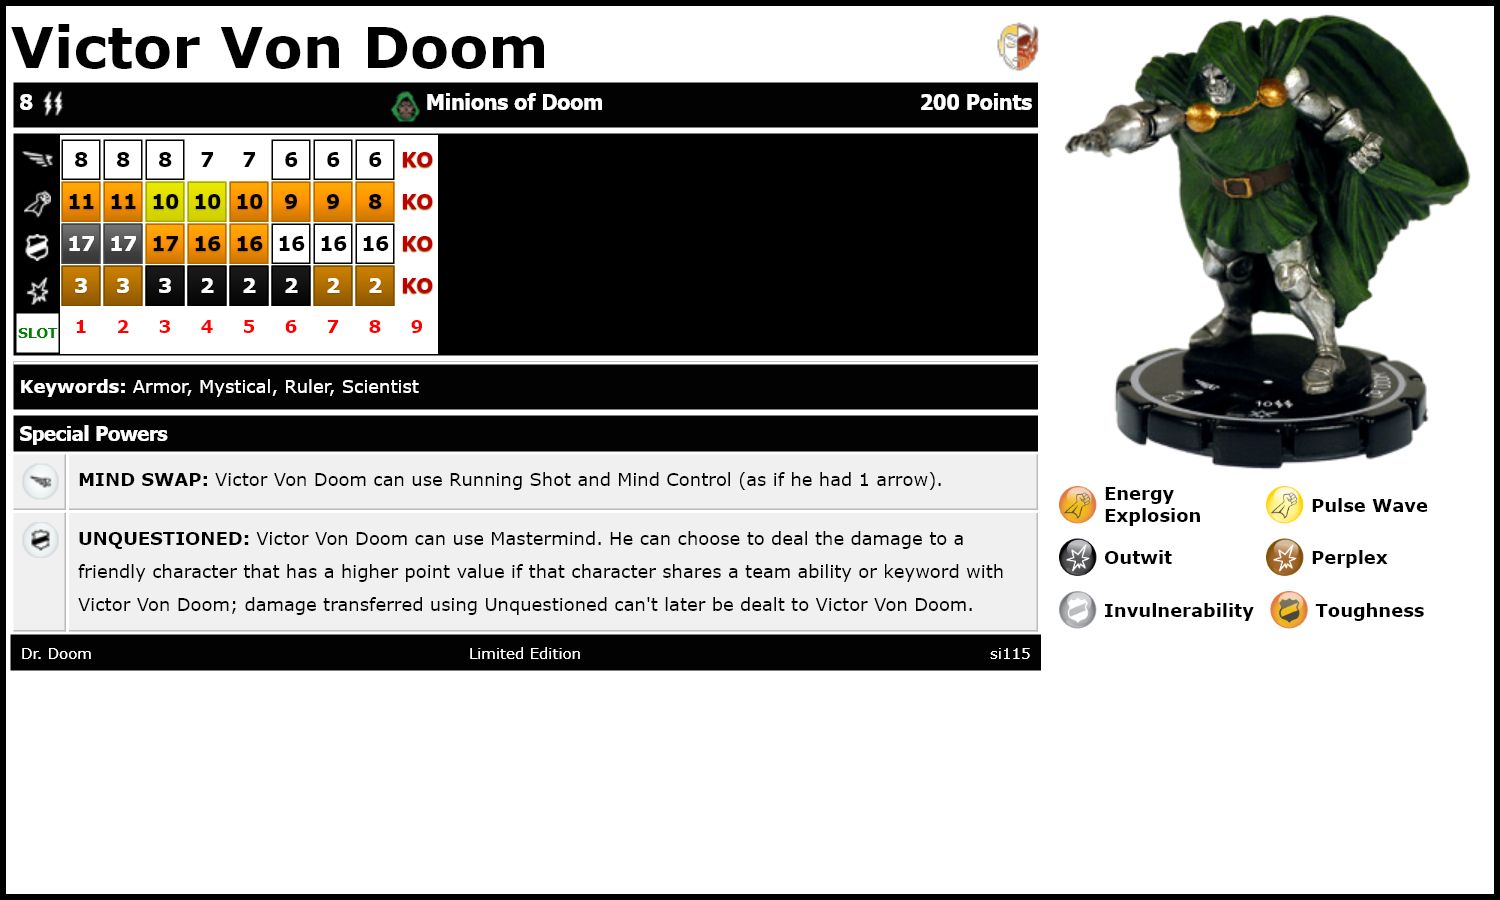 Victor Von Doom
8 Minions of Doom 200 Points
8 8 8 7 7 6 6 6 KO
11 11 10 10 10 9 9 8 KO
17 17 17 16 16 16 16 16 KO
3 3 3 2 2 2 2 2 KO
SLOT 1 2 3 4 5 6 7 8 9
Keywords: Armor, Mystical, Ruler, Scientist
Special Powers
MIND SWAP: Victor Von Doom can use Running Shot and Mind Control (as if he had 1 arrow).
UNQUESTIONED: Victor Von Doom can use Mastermind. He can choose to deal the damage to a
friendly character that has a higher point value if that character shares a team ability or keyword with
Victor Von Doom; damage transferred using Unquestioned can't later be dealt to Victor Von Doom.
Dr. Doom Limited Edition si115
10
Energy
Explosion
Pulse Wave
Outwit
Perplex
Invulnerability
Toughness